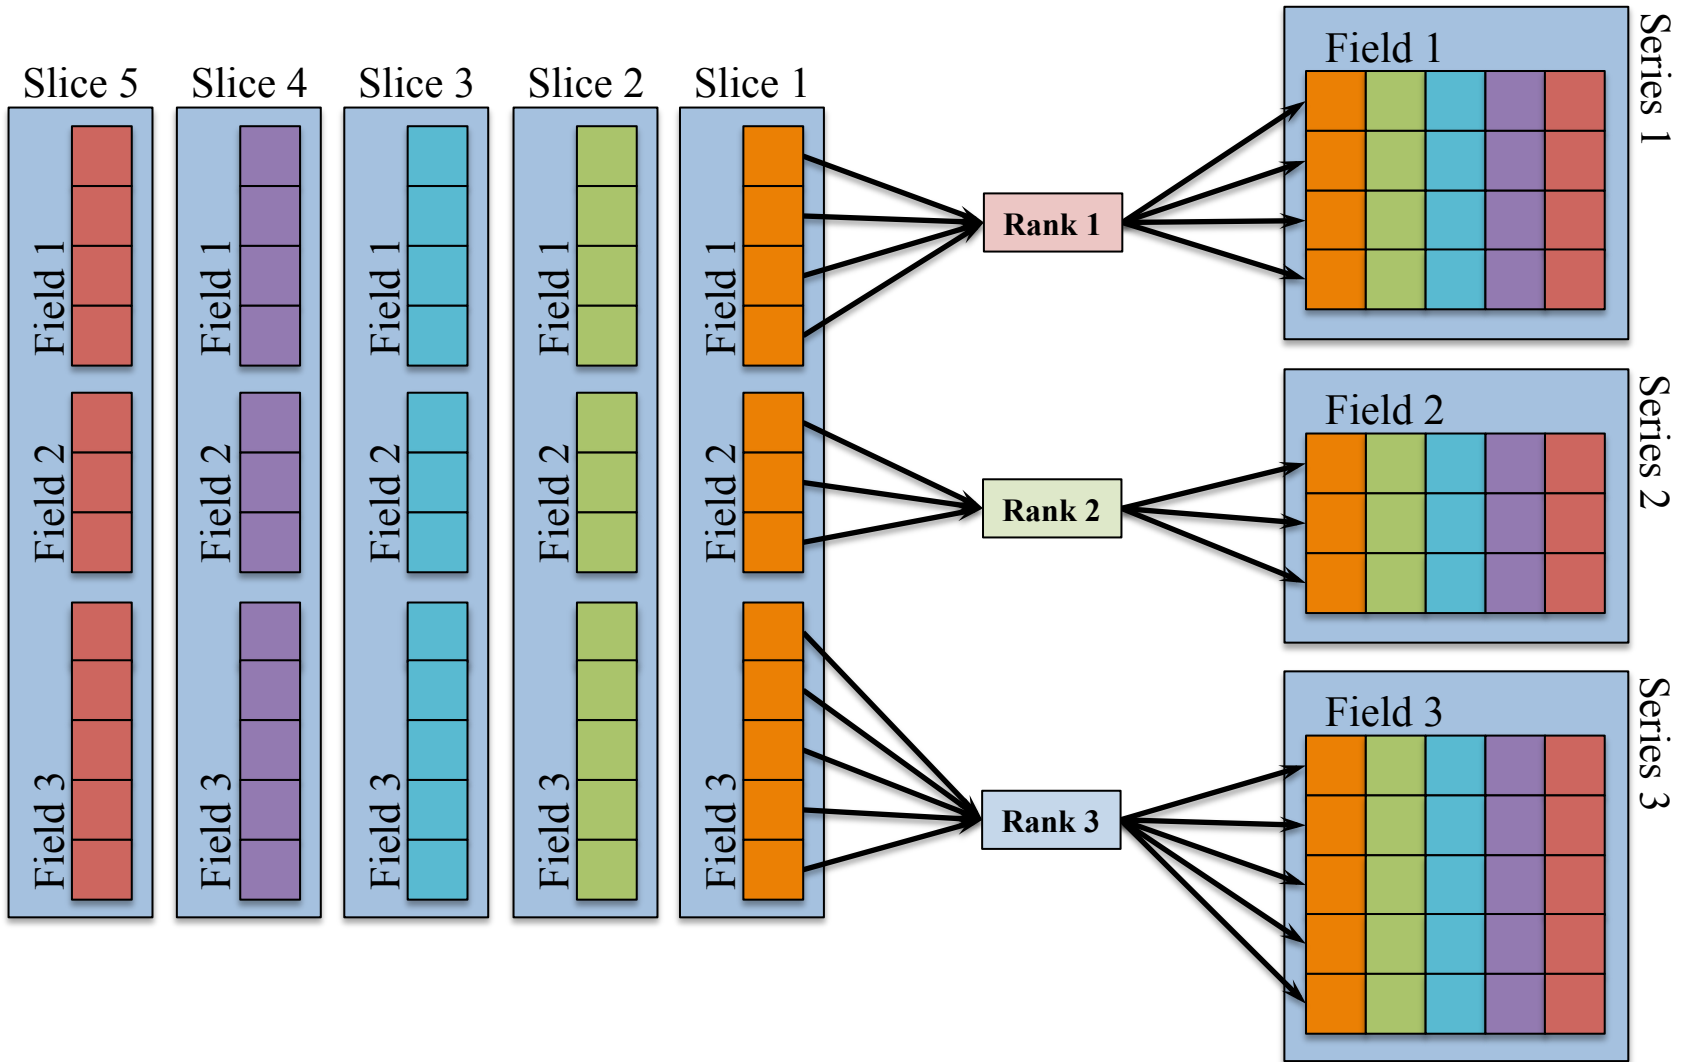 Slice 5
Slice 4
Slice 3
Slice 2
Slice 1
Field 1
Field 1
Field 1
Field 1
Field 1
Field 2
Field 2
Field 2
Field 2
Field 2
Field 3
Field 3
Field 3
Field 3
Field 3
Rank 1
Rank 2
Rank 3
Field 1
Series 1
Field 2
Series 2
Field 3
Series 3